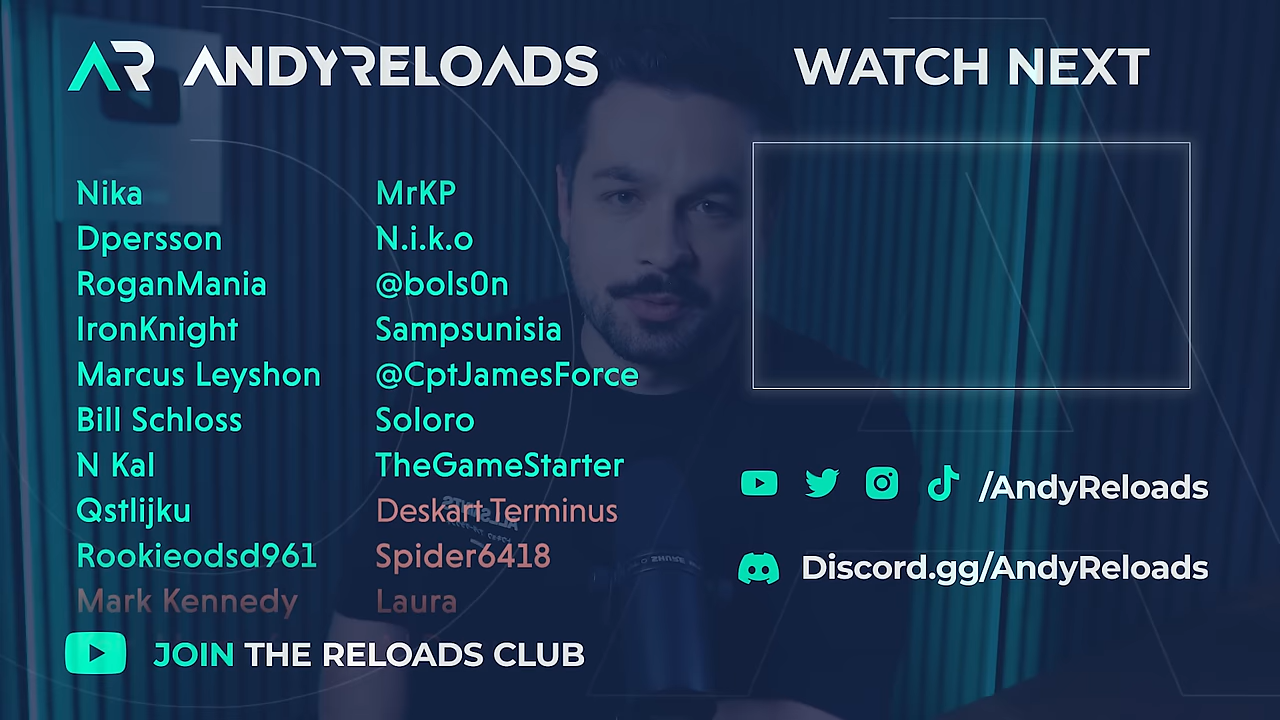 AR ANDYRELOADS
WATCH NEXT
Nika
Dpersson
RoganMania
IronKnight
Marcus Leyshon
Bill Schloss
N Kal
Qstlijku
Rookieodsd961
Mark Kennedy
MrKP
N.i.k.o
@bols0n
Sampsunisia
@CptJamesForce
Soloro
TheGameStarter
Deskart Terminus
Spider6418
Laura
JOIN THE RELOADS CLUB
/AndyReloads
Discord.gg/AndyReloads
SHURE